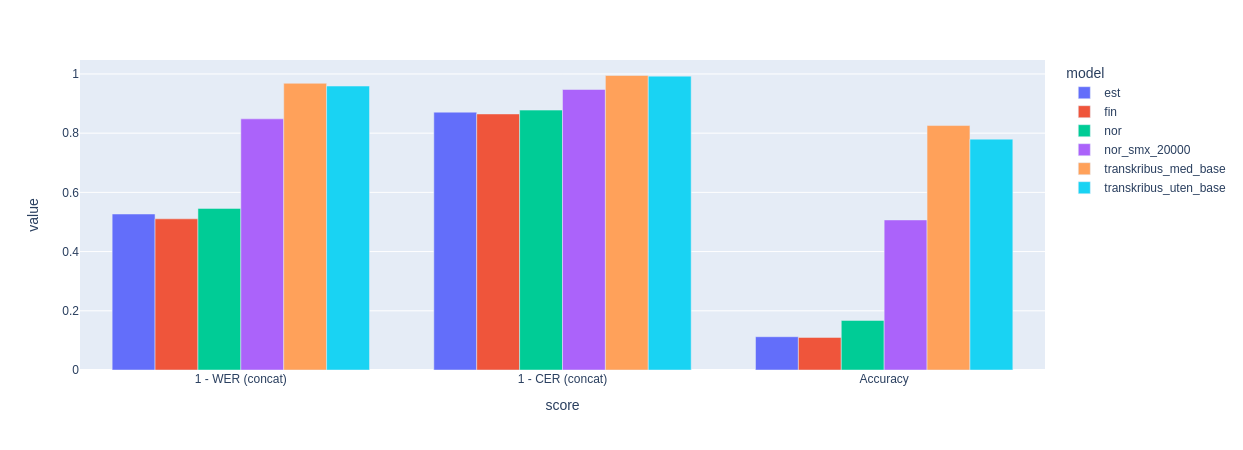 value
1
0.8
0.6
0.4
0.2
0
1 - WER (concat)
1 - CER (concat)
Accuracy
score
model
est
fin
nor
nor_smx_20000
transkribus_med_base
transkribus_uten_base